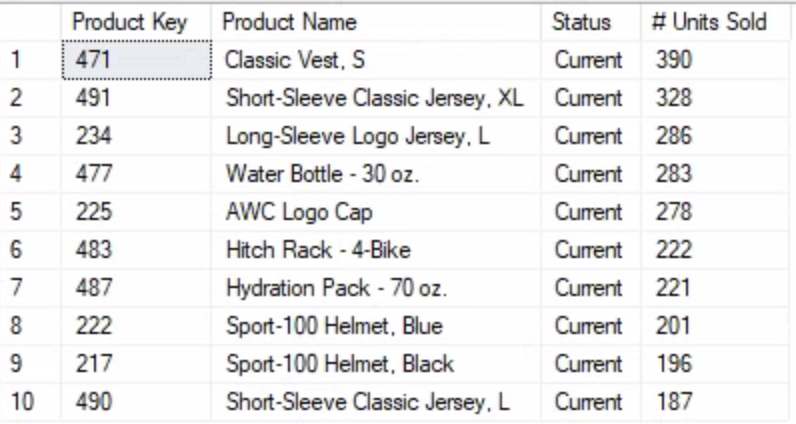 Product Key Product Name Status # Units Sold
1 471 Classic Vest, S Current 390
2 491 Short-Sleeve Classic Jersey, XL Current 328
3 234 Long-Sleeve Logo Jersey, L Current 286
4 477 Water Bottle - 30 oz. Current 283
5 225 AWC Logo Cap Current 278
6 483 Hitch Rack - 4-Bike Current 222
7 487 Hydration Pack - 70 oz. Current 221
8 222 Sport-100 Helmet, Blue Current 201
9 217 Sport-100 Helmet, Black Current 196
10 490 Short-Sleeve Classic Jersey, L Current 187